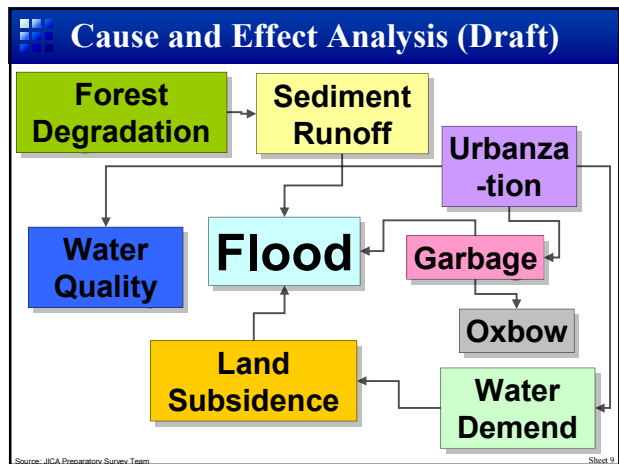 Cause and Effect Analysis (Draft)
Forest
Degradation
Sediment
Runoff
Urbanza
-tion
Water
Quality
Flood
Garbage
Oxbow
Land
Subsidence
Water
Demend
Source: JICA Preparatory Survey Team
Sheet 9